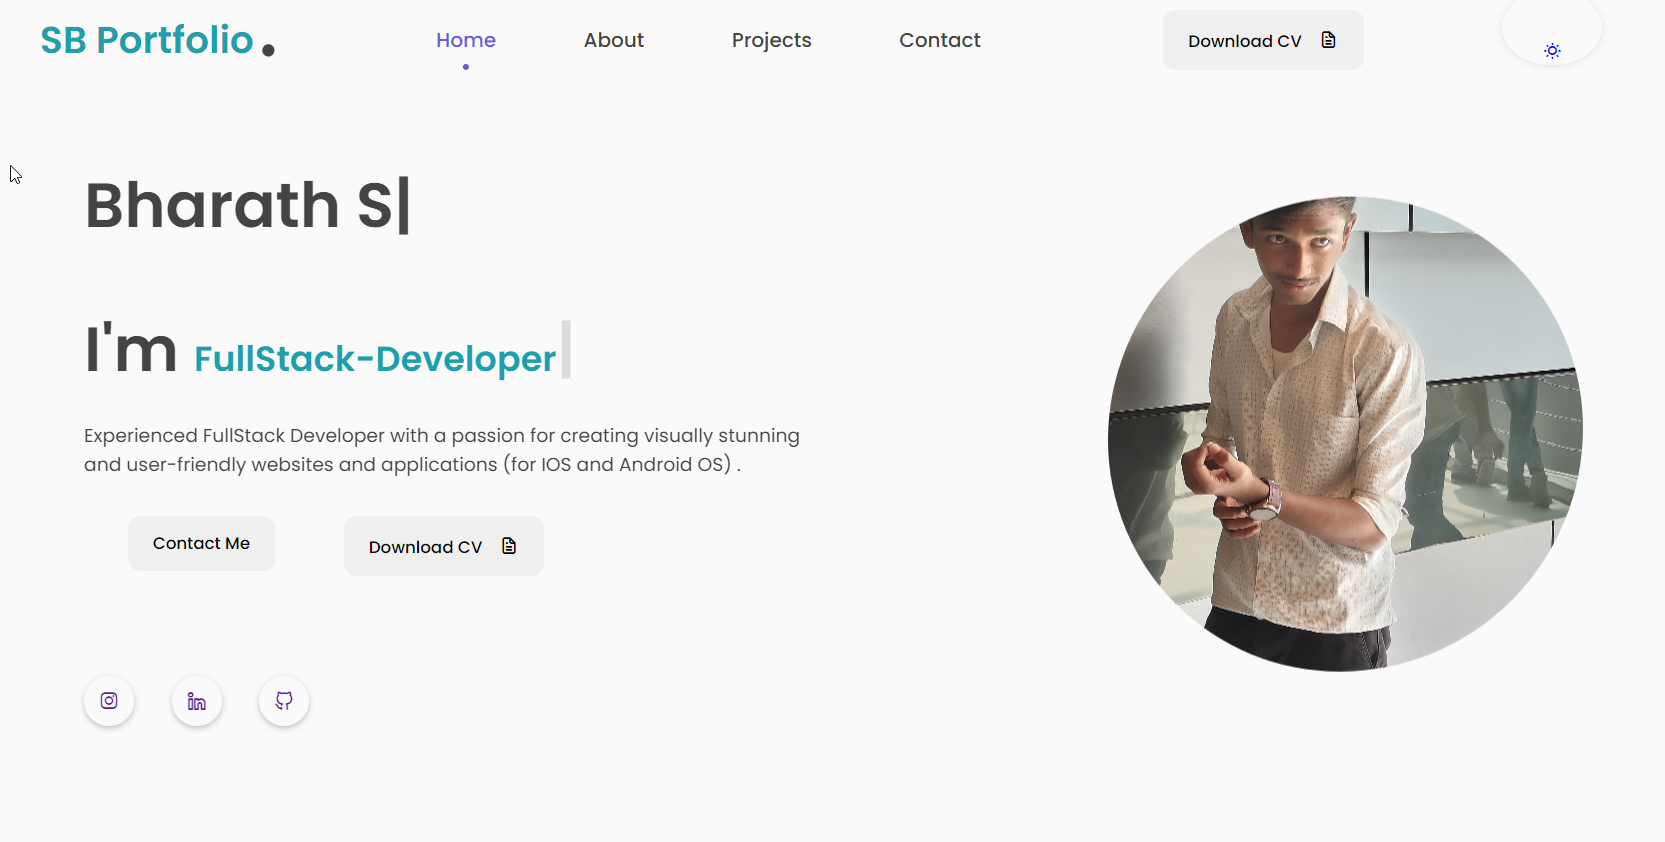 SB Portfolio .
Home About Projects Contact Download CV
Bharath S|
I'm FullStack-Developer|
Experienced FullStack Developer with a passion for creating visually stunning
and user-friendly websites and applications (for IOS and Android OS) .
Contact Me Download CV